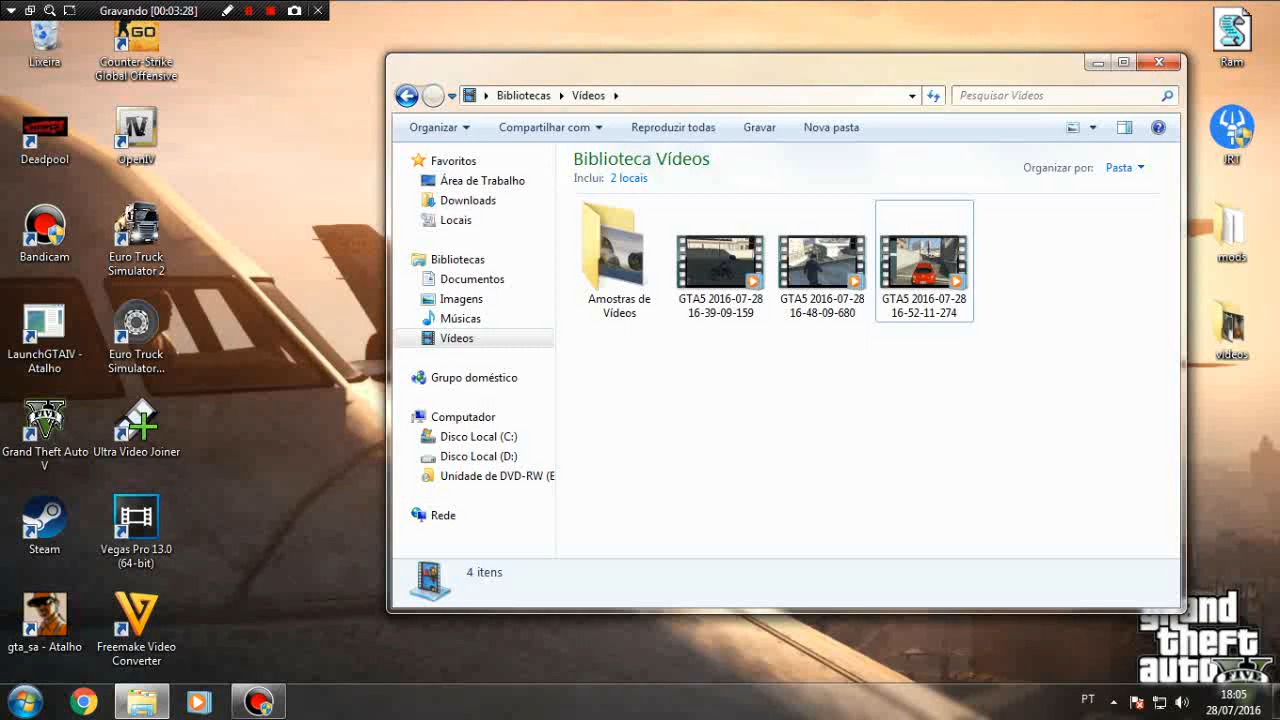 Gravando [00:03:28]
Lixeira
Counter-Strike
Global Offensive
Deadpool
OpenIV
Bandicam
Euro Truck
Simulator 2
LaunchGTAIV -
Atalho
Euro Truck
Simulator...
Grand Theft Auto
V
Ultra Video Joiner
Steam
Vegas Pro 13.0
(64-bit)
gta_sa - Atalho
Freemake Video
Converter
Bibliotecas
Vídeos
Pesquisar Vídeos
Organizar
Compartilhar com
Reproduzir todas
Gravar
Nova pasta
Favoritos
Área de Trabalho
Downloads
Locais
Bibliotecas
Documentos
Imagens
Músicas
Vídeos
Grupo doméstico
Computador
Disco Local (C:)
Disco Local (D:)
Unidade de DVD-RW (E
Rede
Biblioteca Vídeos
Inclui: 2 locais
Organizar por: Pasta
Amostras de
Vídeos
GTA5 2016-07-28
16-39-09-159
GTA5 2016-07-28
16-48-09-680
GTA5 2016-07-28
16-52-11-274
4 itens
Ram
JRT
mods
videos
grand
theft
auto
FIVE
PT
18:05
28/07/2016